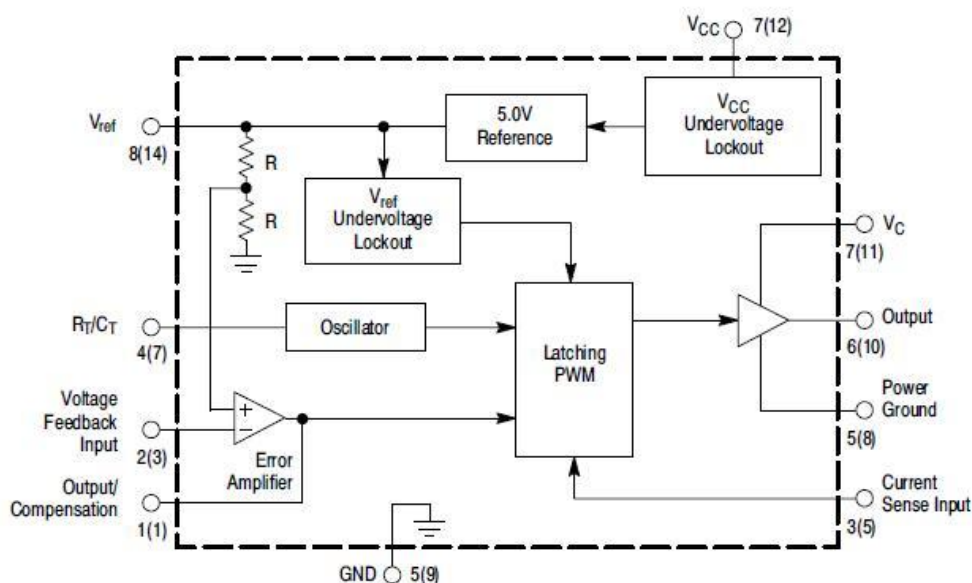 VCC 7(12)
Vref
8(14)
R
R
5.0V
Reference
VCC
Undervoltage
Lockout
Vref
Undervoltage
Lockout
VC
7(11)
RT/CT
4(7)
Oscillator
Latching
PWM
Output
6(10)
Voltage
Feedback
Input
2(3)
+
−
Error
Amplifier
Power
Ground
5(8)
Output/
Compensation
1(1)
Current
Sense Input
3(5)
GND 5(9)